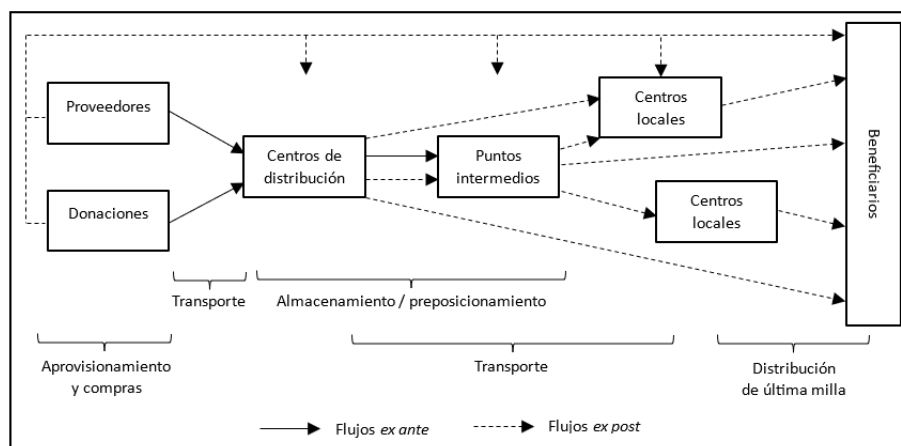 Proveedores
Donaciones
Centros de
distribución
Puntos
intermedios
Centros
locales
Centros
locales
Beneficiarios
Transporte
Almacenamiento / preposicionamiento
Aprovisionamiento
y compras
Transporte
Distribución
de última milla
Flujos ex ante
Flujos ex post